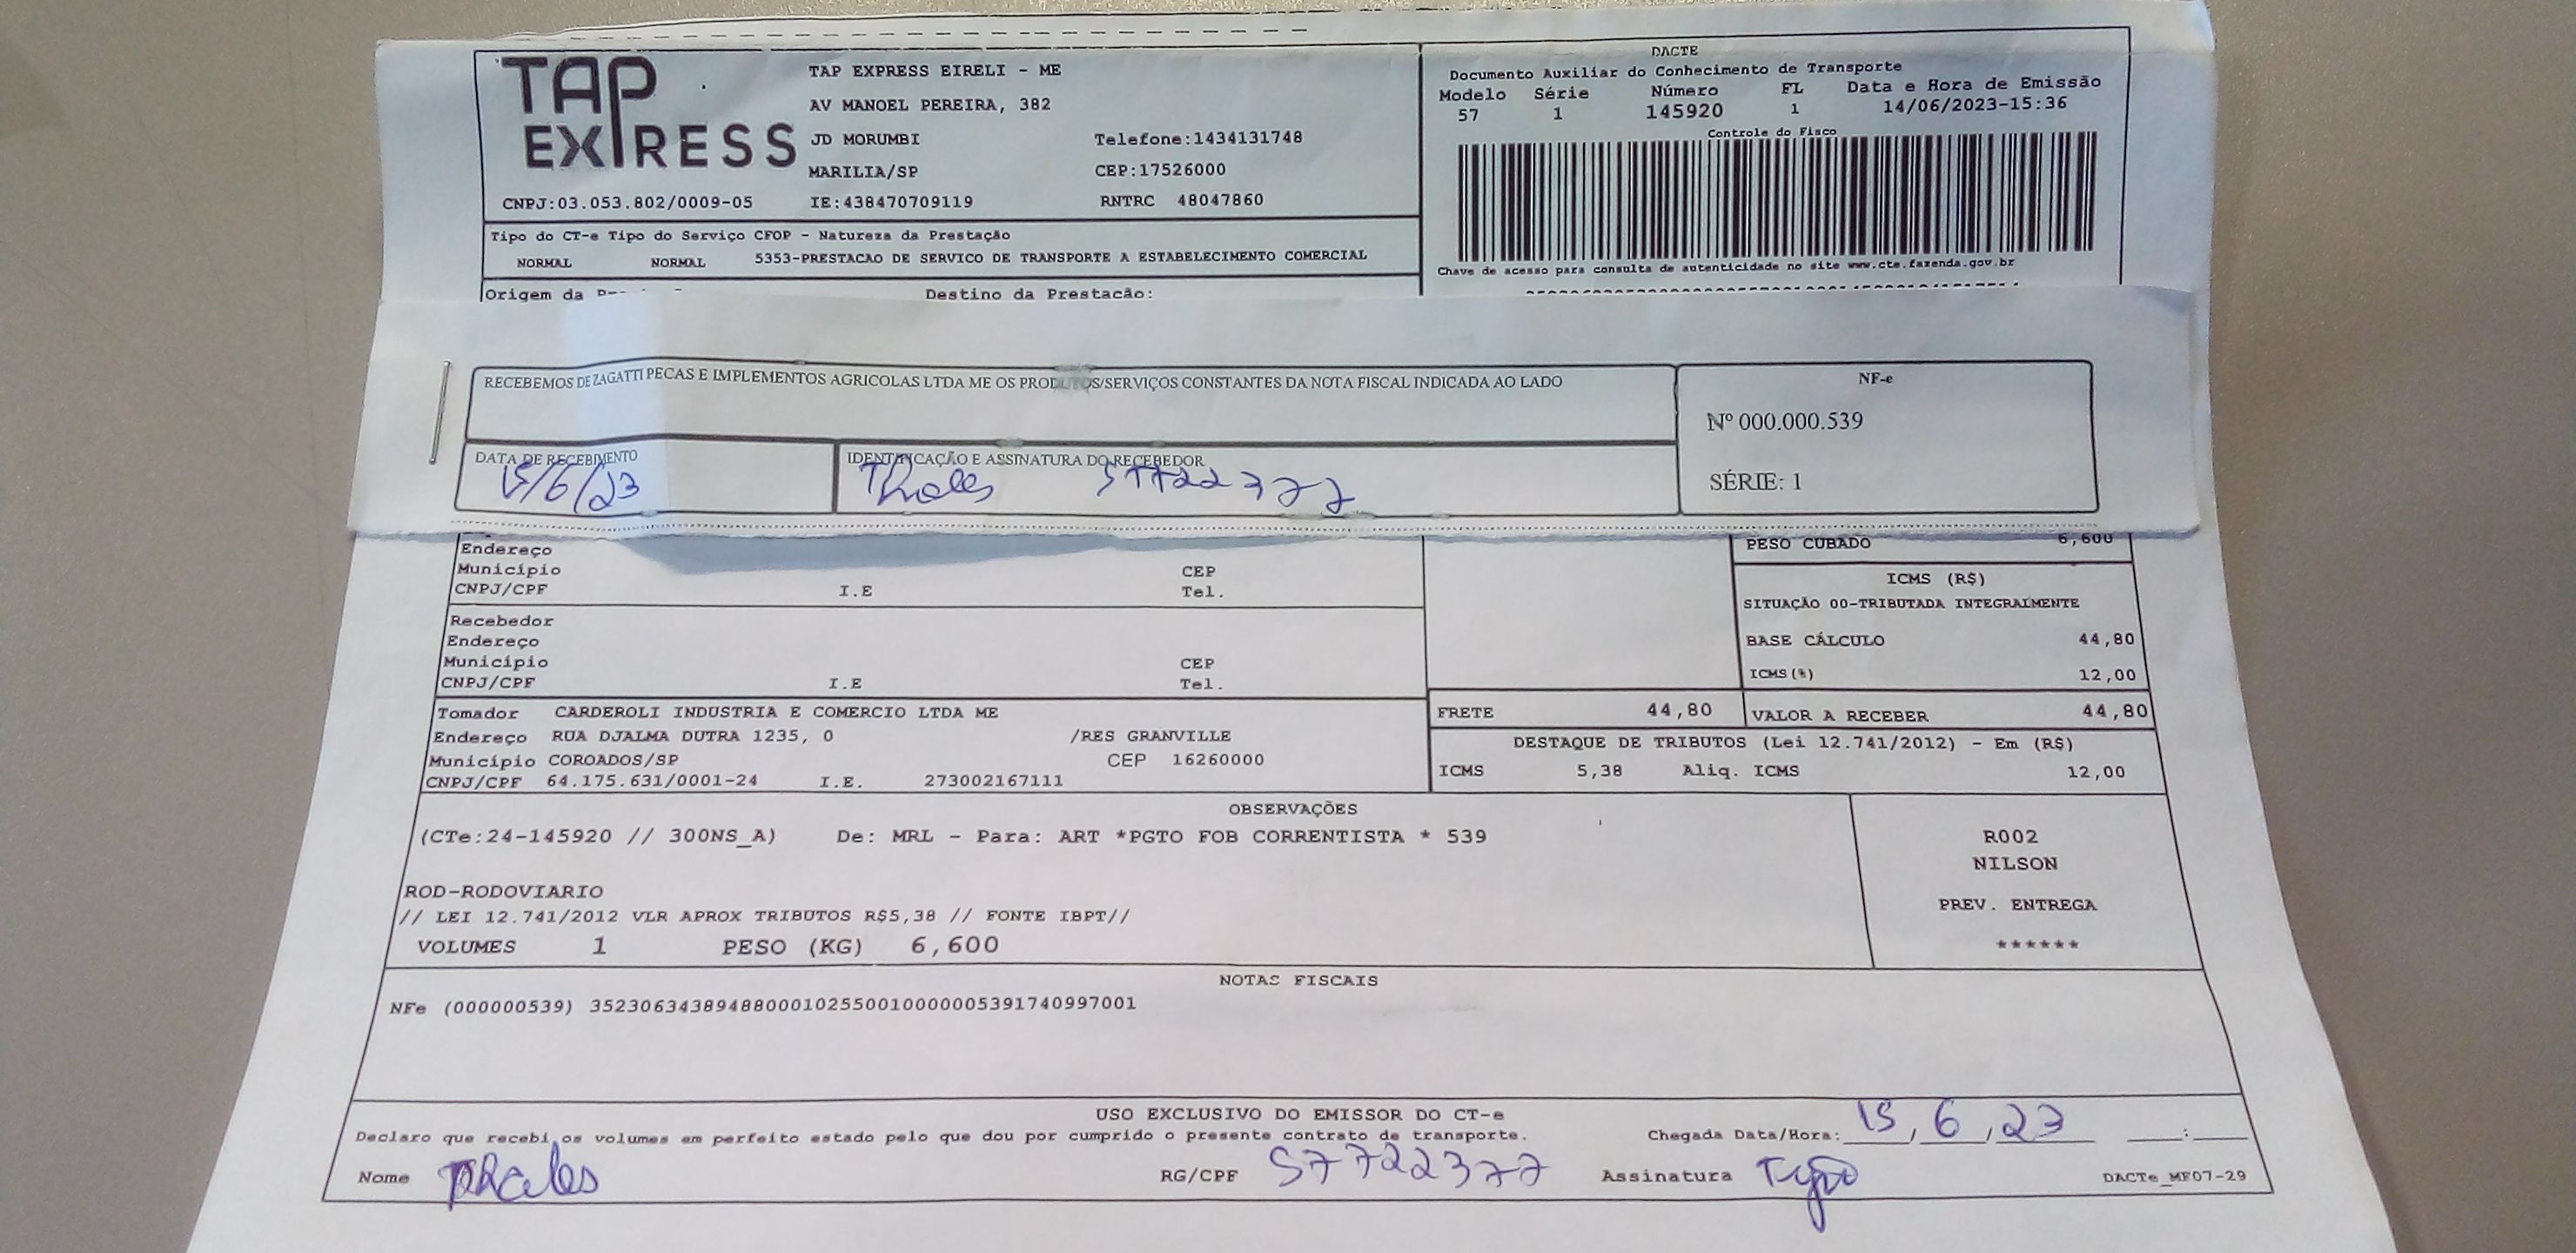 TAP EXPRESS
TAP EXPRESS EIRELI - ME
AV MANOEL PEREIRA, 382
JD MORUMBI Telefone:1434131748
MARILIA/SP CEP:17526000
CNPJ:03.053.802/0009-05 IE:438470709119 RNTRC 48047860
DACTE
Documento Auxiliar do Conhecimento de Transporte
Modelo Série Número FL Data e Hora de Emissão
57 1 145920 1 14/06/2023-15:36
Controle do Fisco
Chave de acesso para consulta de autenticidade no site www.cte.fazenda.gov.br
Tipo do CT-e Tipo do Serviço CFOP - Natureza da Prestação
NORMAL NORMAL 5353-PRESTACAO DE SERVICO DE TRANSPORTE A ESTABELECIMENTO COMERCIAL
Origem da Destino da Prestação:
RECEBEMOS DE ZAGATTI PECAS E IMPLEMENTOS AGRICOLAS LTDA ME OS PRODUTOS/SERVIÇOS CONSTANTES DA NOTA FISCAL INDICADA AO LADO
NF-e
Nº 000.000.539
SÉRIE: 1
DATA DE RECEBIMENTO
15/6/23
IDENTIFICAÇÃO E ASSINATURA DO RECEBEDOR
Thales 57722377
Endereço
Município CEP
CNPJ/CPF I.E Tel.
Recebedor
Endereço
Município CEP
CNPJ/CPF I.E Tel.
PESO CUBADO 6,600
ICMS (R$)
SITUAÇÃO 00-TRIBUTADA INTEGRALMENTE
BASE CÁLCULO 44,80
ICMS(%) 12,00
Tomador CARDEROLI INDUSTRIA E COMERCIO LTDA ME
Endereço RUA DJALMA DUTRA 1235, 0 /RES GRANVILLE
Município COROADOS/SP CEP 16260000
CNPJ/CPF 64.175.631/0001-24 I.E. 273002167111
FRETE 44,80 VALOR A RECEBER 44,80
DESTAQUE DE TRIBUTOS (Lei 12.741/2012) - Em (R$)
ICMS 5,38 Aliq. ICMS 12,00
OBSERVAÇÕES
(CTe:24-145920 // 300NS_A) De: MRL - Para: ART *PGTO FOB CORRENTISTA * 539
ROD-RODOVIARIO
// LEI 12.741/2012 VLR APROX TRIBUTOS R$5,38 // FONTE IBPT//
VOLUMES 1 PESO (KG) 6,600
R002
NILSON
PREV. ENTREGA
******
NOTAS FISCAIS
NFe (000000539) 35230634389488000102550010000005391740997001
USO EXCLUSIVO DO EMISSOR DO CT-e
Declaro que recebi os volumes em perfeito estado pelo que dou por cumprido o presente contrato de transporte. Chegada Data/Hora: 15/6/23 __:__
Nome Thales RG/CPF 57722377 Assinatura
DACTe_MF07-29